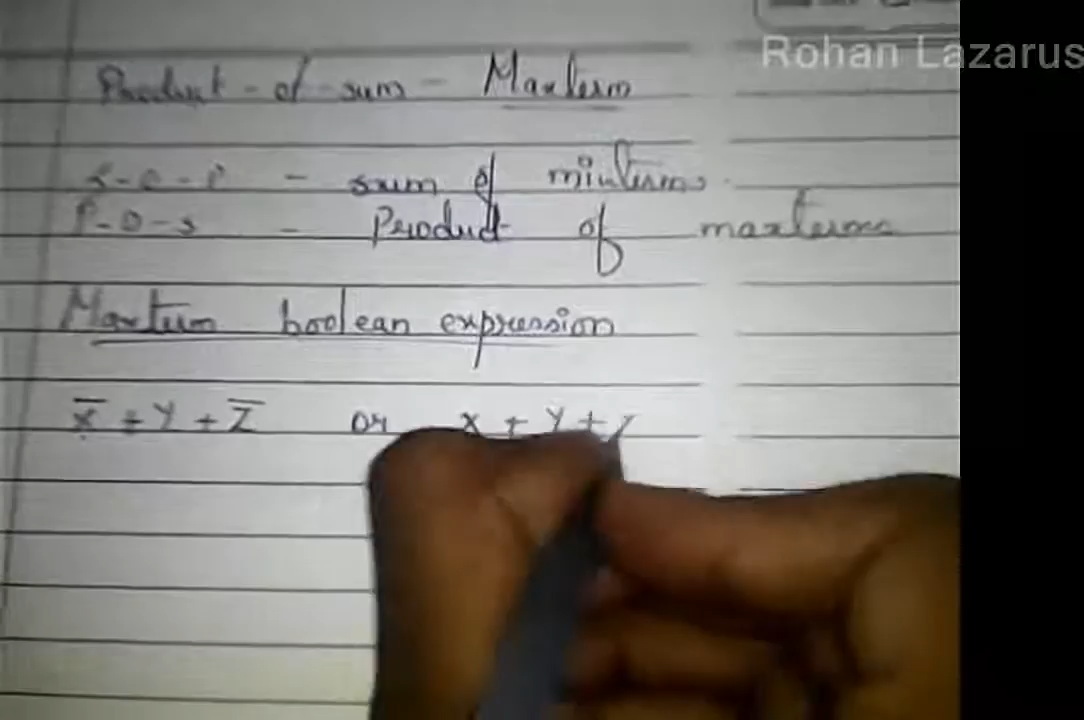 Rohan Lazarus
Product - of - sum - Maxterm
S-O-P - sum of minterms.
P-O-S - Product of maxterms
Maxterm boolean expression
X̅ + Y + Z̅ or X + Y + Z